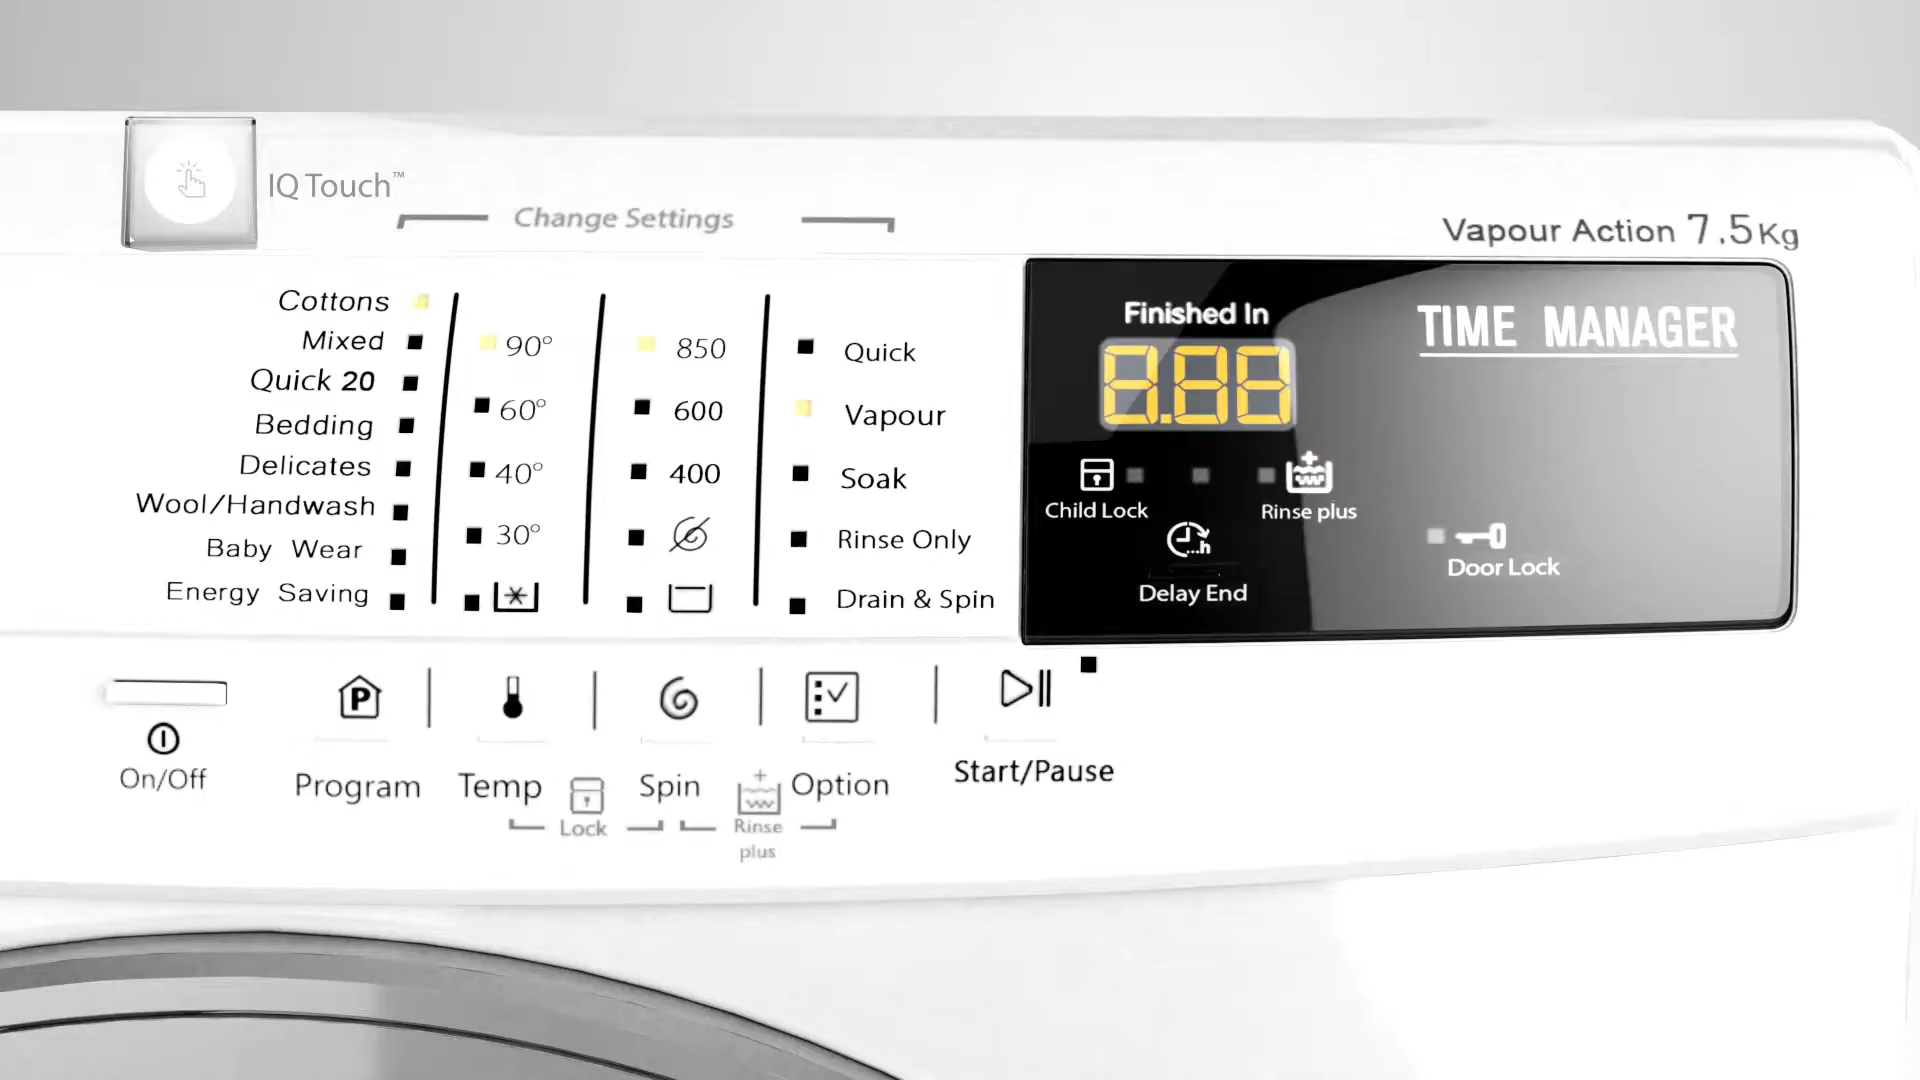 IQ Touch™
Change Settings
Vapour Action 7.5Kg
Cottons
Mixed
Quick 20
Bedding
Delicates
Wool/Handwash
Baby Wear
Energy Saving
90°
60°
40°
30°
850
600
400
Quick
Vapour
Soak
Rinse Only
Drain & Spin
Finished In
8.88
TIME MANAGER
Child Lock
Rinse plus
...h
Delay End
Door Lock
On/Off
P
Program
Temp
Spin
Option
Start/Pause
Lock
Rinse
plus